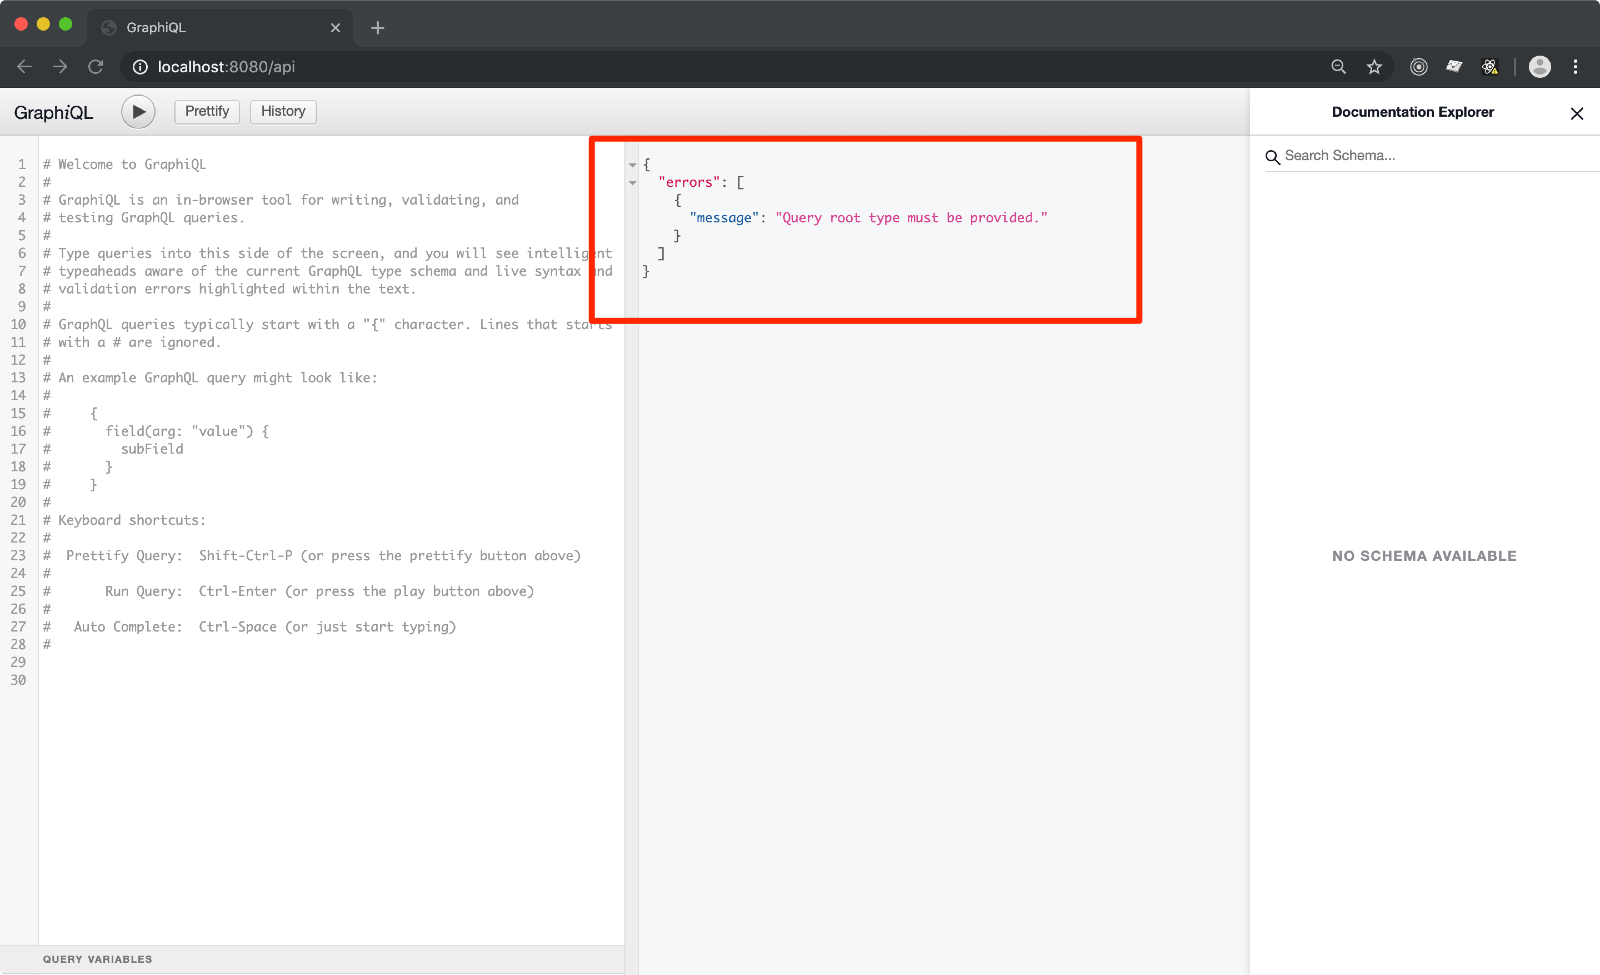 GraphiQL
localhost:8080/api
GraphiQL
Prettify
History
1 # Welcome to GraphiQL
2 #
3 # GraphiQL is an in-browser tool for writing, validating, and
4 # testing GraphQL queries.
5 #
6 # Type queries into this side of the screen, and you will see intelligent
7 # typeaheads aware of the current GraphQL type schema and live syntax and
8 # validation errors highlighted within the text.
9 #
10 # GraphQL queries typically start with a "{" character. Lines that starts
11 # with a # are ignored.
12 #
13 # An example GraphQL query might look like:
14 #
15 #     {
16 #       field(arg: "value") {
17 #         subField
18 #       }
19 #     }
20 #
21 # Keyboard shortcuts:
22 #
23 #  Prettify Query:  Shift-Ctrl-P (or press the prettify button above)
24 #
25 #       Run Query:  Ctrl-Enter (or press the play button above)
26 #
27 #   Auto Complete:  Ctrl-Space (or just start typing)
28 #
29
30
QUERY VARIABLES
{
  "errors": [
    {
      "message": "Query root type must be provided."
    }
  ]
}
Documentation Explorer
Search Schema...
NO SCHEMA AVAILABLE